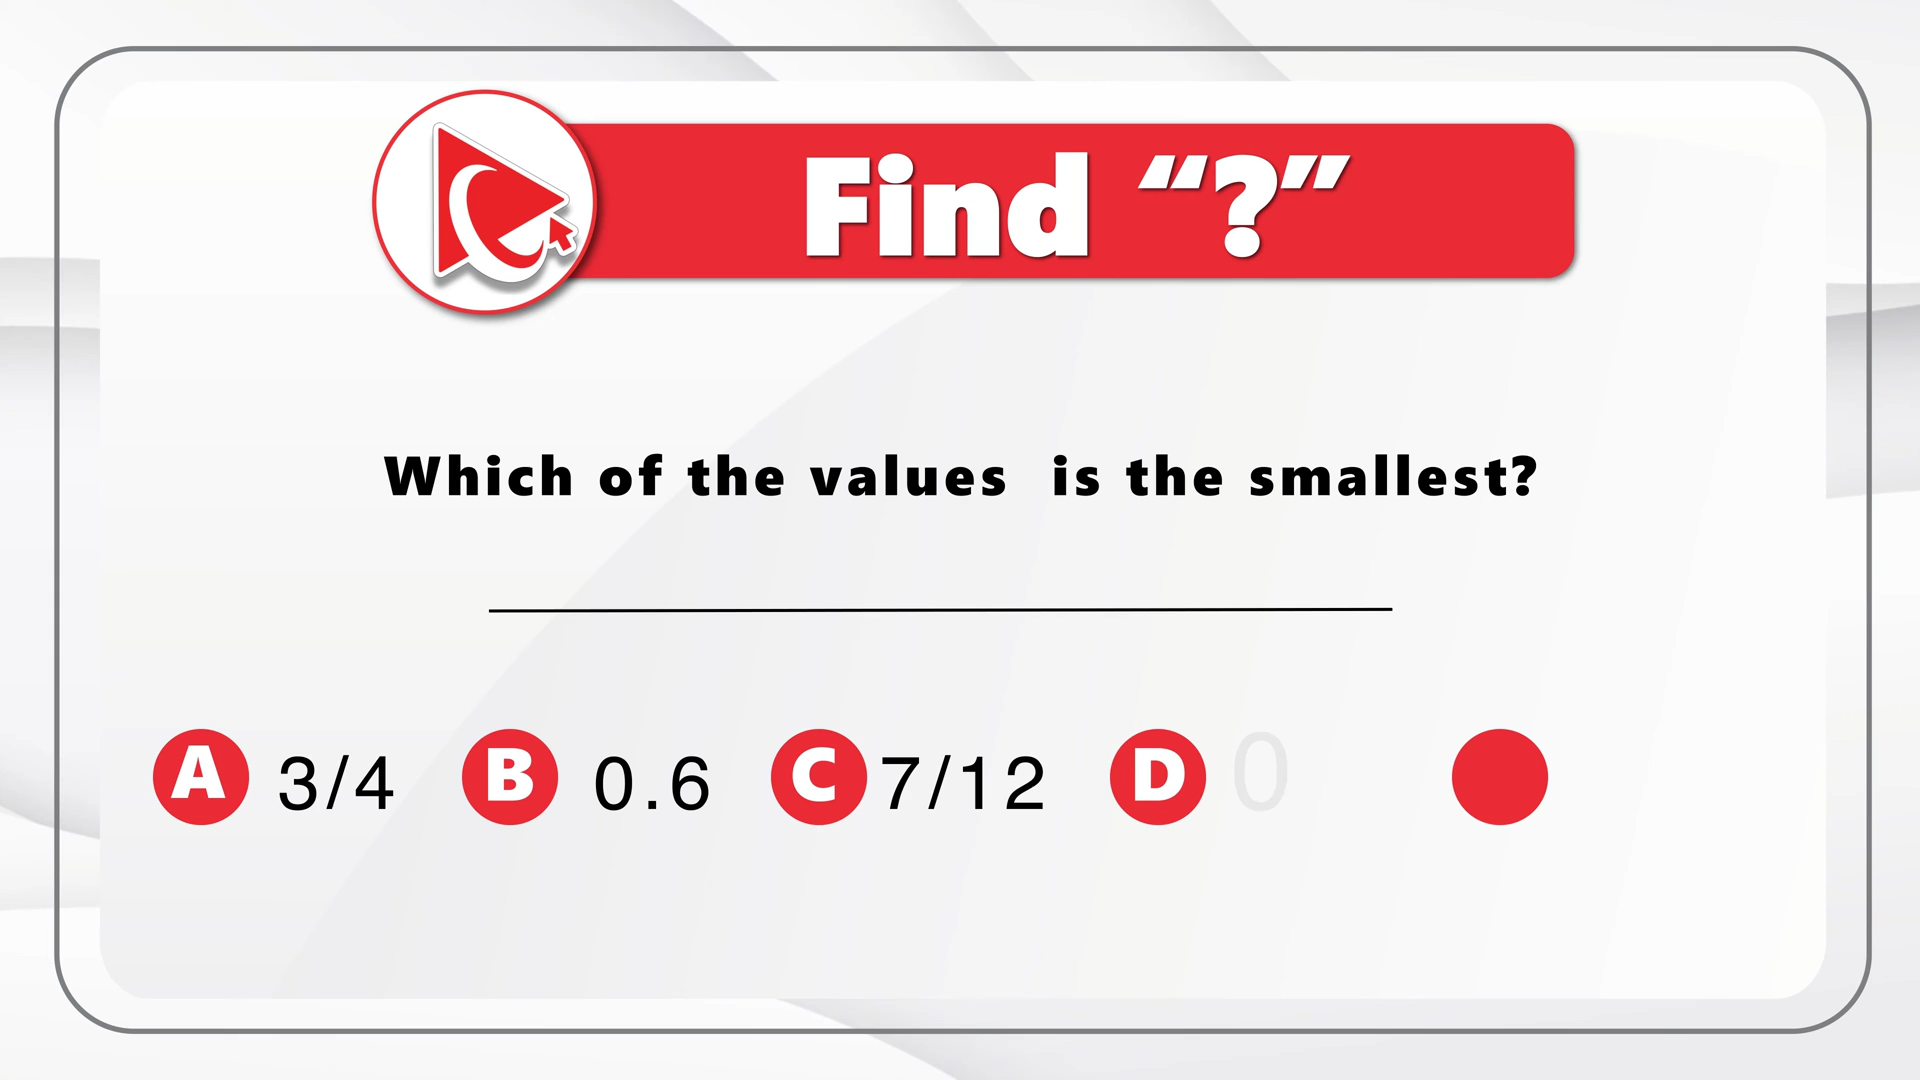 Find “?”
Which of the values is the smallest?
A 3/4 B 0.6 C 7/12 D 0